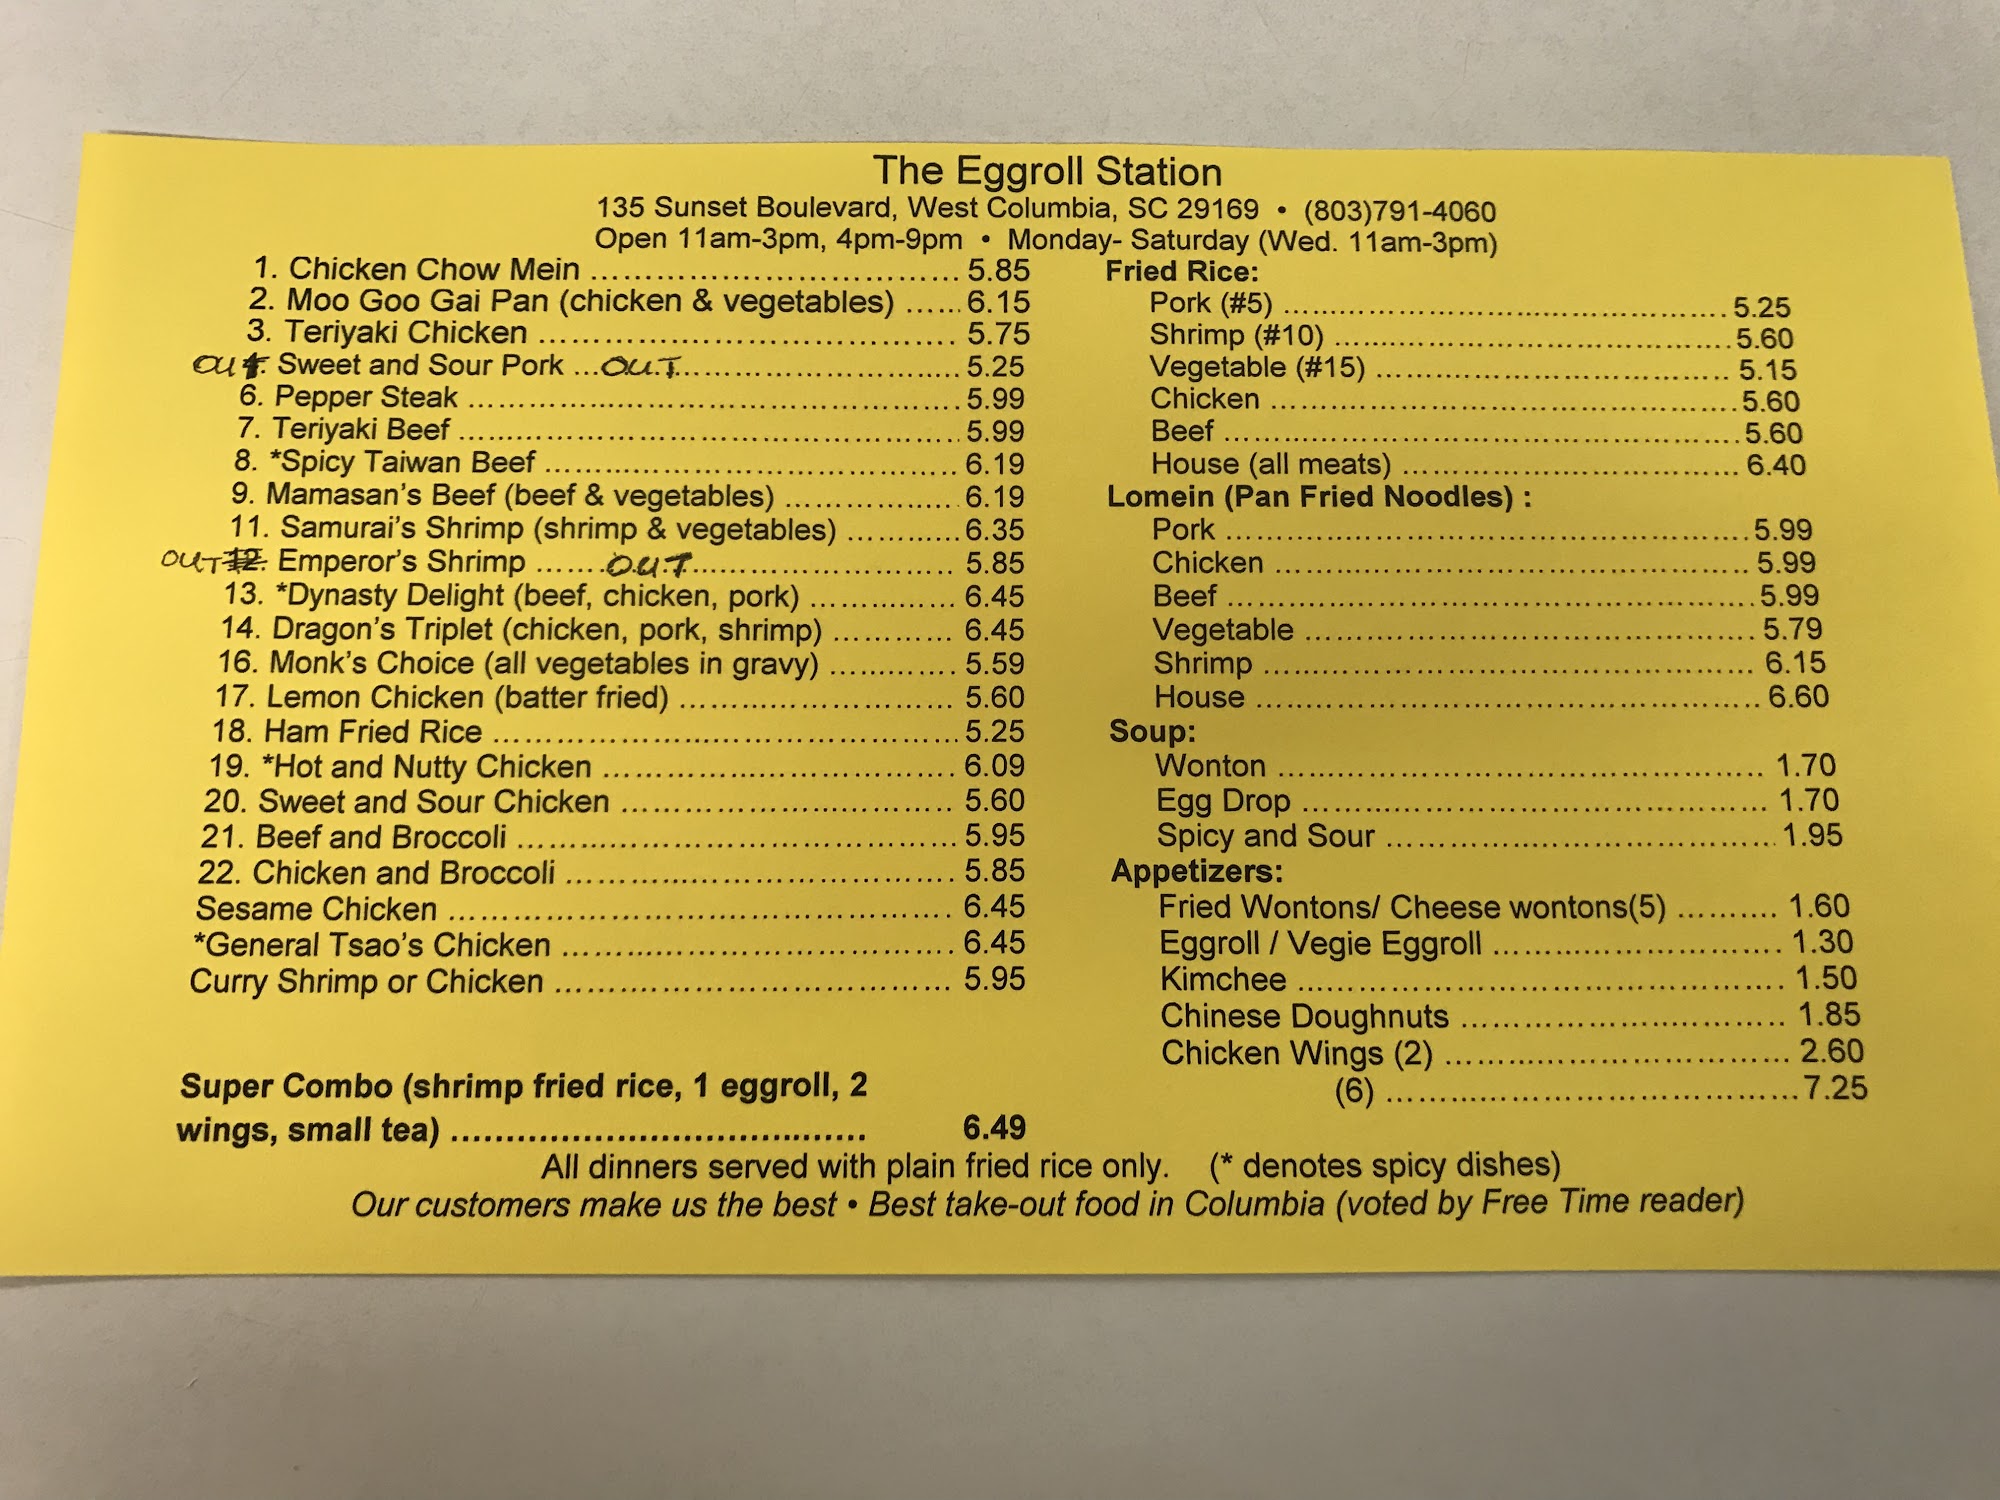 The Eggroll Station
135 Sunset Boulevard, West Columbia, SC 29169 • (803)791-4060
Open 11am-3pm, 4pm-9pm • Monday- Saturday (Wed. 11am-3pm)
1. Chicken Chow Mein 5.85
2. Moo Goo Gai Pan (chicken & vegetables) 6.15
3. Teriyaki Chicken 5.75
OUT 4. Sweet and Sour Pork OUT 5.25
6. Pepper Steak 5.99
7. Teriyaki Beef 5.99
8. *Spicy Taiwan Beef 6.19
9. Mamasan's Beef (beef & vegetables) 6.19
11. Samurai's Shrimp (shrimp & vegetables) 6.35
OUT 12. Emperor's Shrimp OUT 5.85
13. *Dynasty Delight (beef, chicken, pork) 6.45
14. Dragon's Triplet (chicken, pork, shrimp) 6.45
16. Monk's Choice (all vegetables in gravy) 5.59
17. Lemon Chicken (batter fried) 5.60
18. Ham Fried Rice 5.25
19. *Hot and Nutty Chicken 6.09
20. Sweet and Sour Chicken 5.60
21. Beef and Broccoli 5.95
22. Chicken and Broccoli 5.85
Sesame Chicken 6.45
*General Tsao's Chicken 6.45
Curry Shrimp or Chicken 5.95
Super Combo (shrimp fried rice, 1 eggroll, 2
wings, small tea) 6.49
Fried Rice:
Pork (#5) 5.25
Shrimp (#10) 5.60
Vegetable (#15) 5.15
Chicken 5.60
Beef 5.60
House (all meats) 6.40
Lomein (Pan Fried Noodles) :
Pork 5.99
Chicken 5.99
Beef 5.99
Vegetable 5.79
Shrimp 6.15
House 6.60
Soup:
Wonton 1.70
Egg Drop 1.70
Spicy and Sour 1.95
Appetizers:
Fried Wontons/ Cheese wontons(5) 1.60
Eggroll / Vegie Eggroll 1.30
Kimchee 1.50
Chinese Doughnuts 1.85
Chicken Wings (2) 2.60
(6) 7.25
All dinners served with plain fried rice only. (* denotes spicy dishes)
Our customers make us the best • Best take-out food in Columbia (voted by Free Time reader)